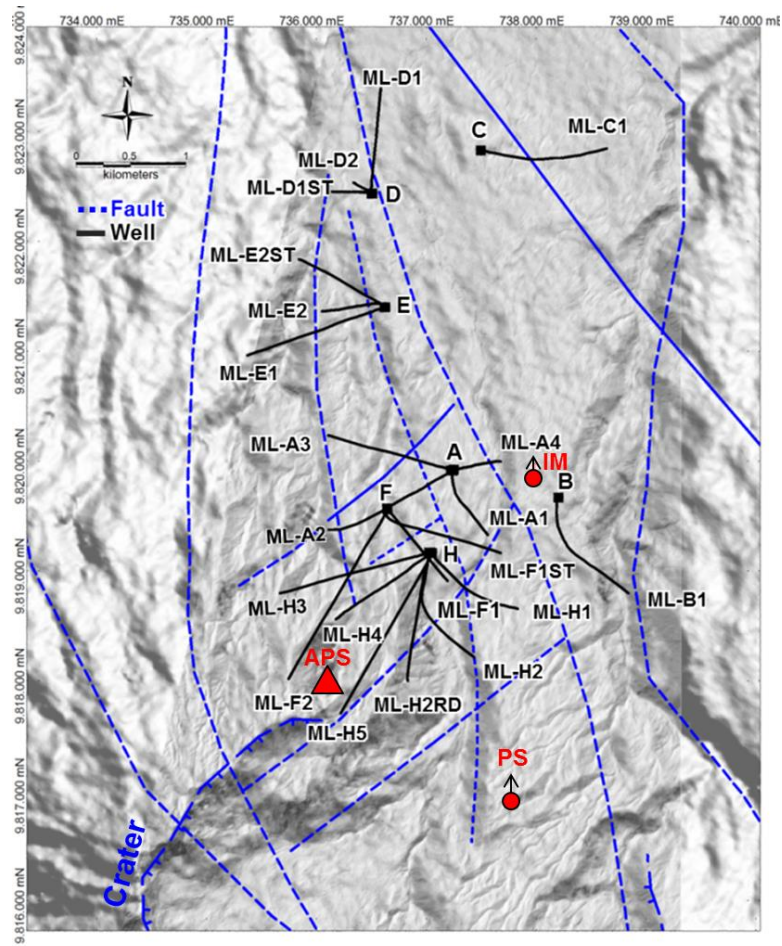 734.000 mE 735.000 mE 736.000 mE 737.000 mE 738.000 mE 739.000 mE 740.000 mE
9.824.000 mN
9.823.000 mN
9.822.000 mN
9.821.000 mN
9.820.000 mN
9.819.000 mN
9.818.000 mN
9.817.000 mN
9.816.000 mN
N
0 0.5 1
kilometers
Fault
Well
ML-D1
C
ML-C1
ML-D2
ML-D1ST
D
ML-E2ST
ML-E2
E
ML-E1
ML-A3
A
ML-A4
IM
B
F
ML-A2
ML-A1
H
ML-F1ST
ML-H3
ML-F1
ML-H1
ML-B1
ML-H4
APS
ML-H2
ML-F2
ML-H2RD
ML-H5
PS
Crater